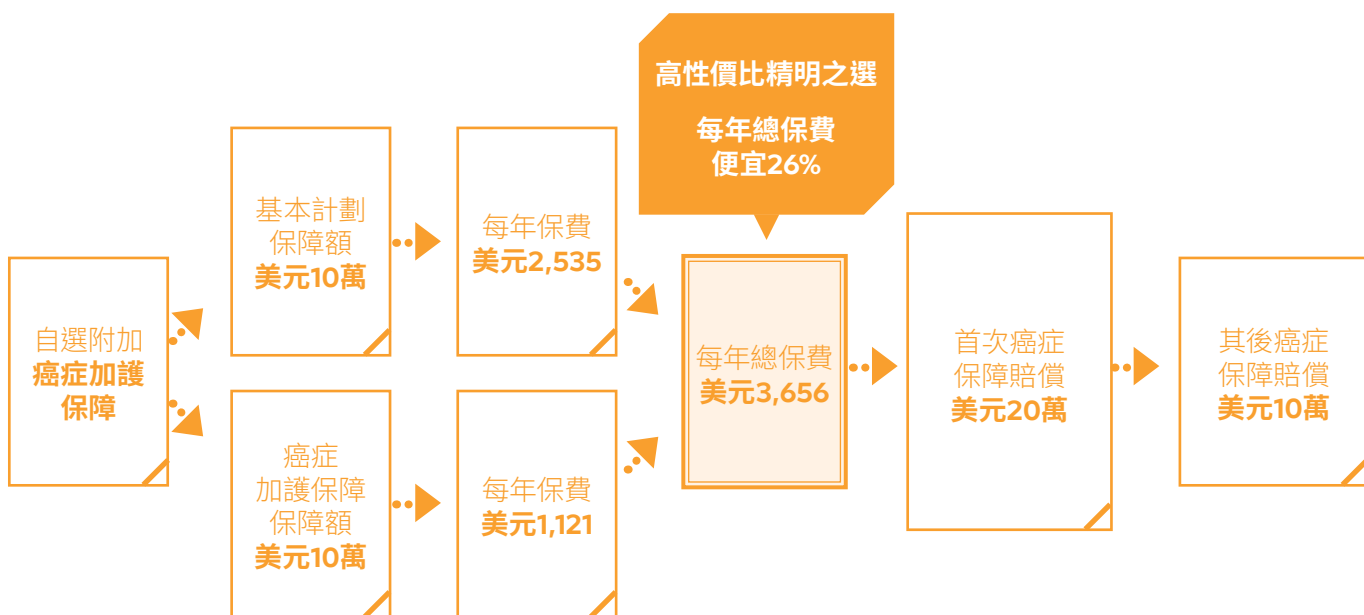 高性價比精明之選
每年總保費
便宜26%
自選附加
癌症加護
保障
基本計劃
保障額
美元10萬
每年保費
美元2,535
癌症
加護保障
保障額
美元10萬
每年保費
美元1,121
每年總保費
美元3,656
首次癌症
保障賠償
美元20萬
其後癌症
保障賠償
美元10萬